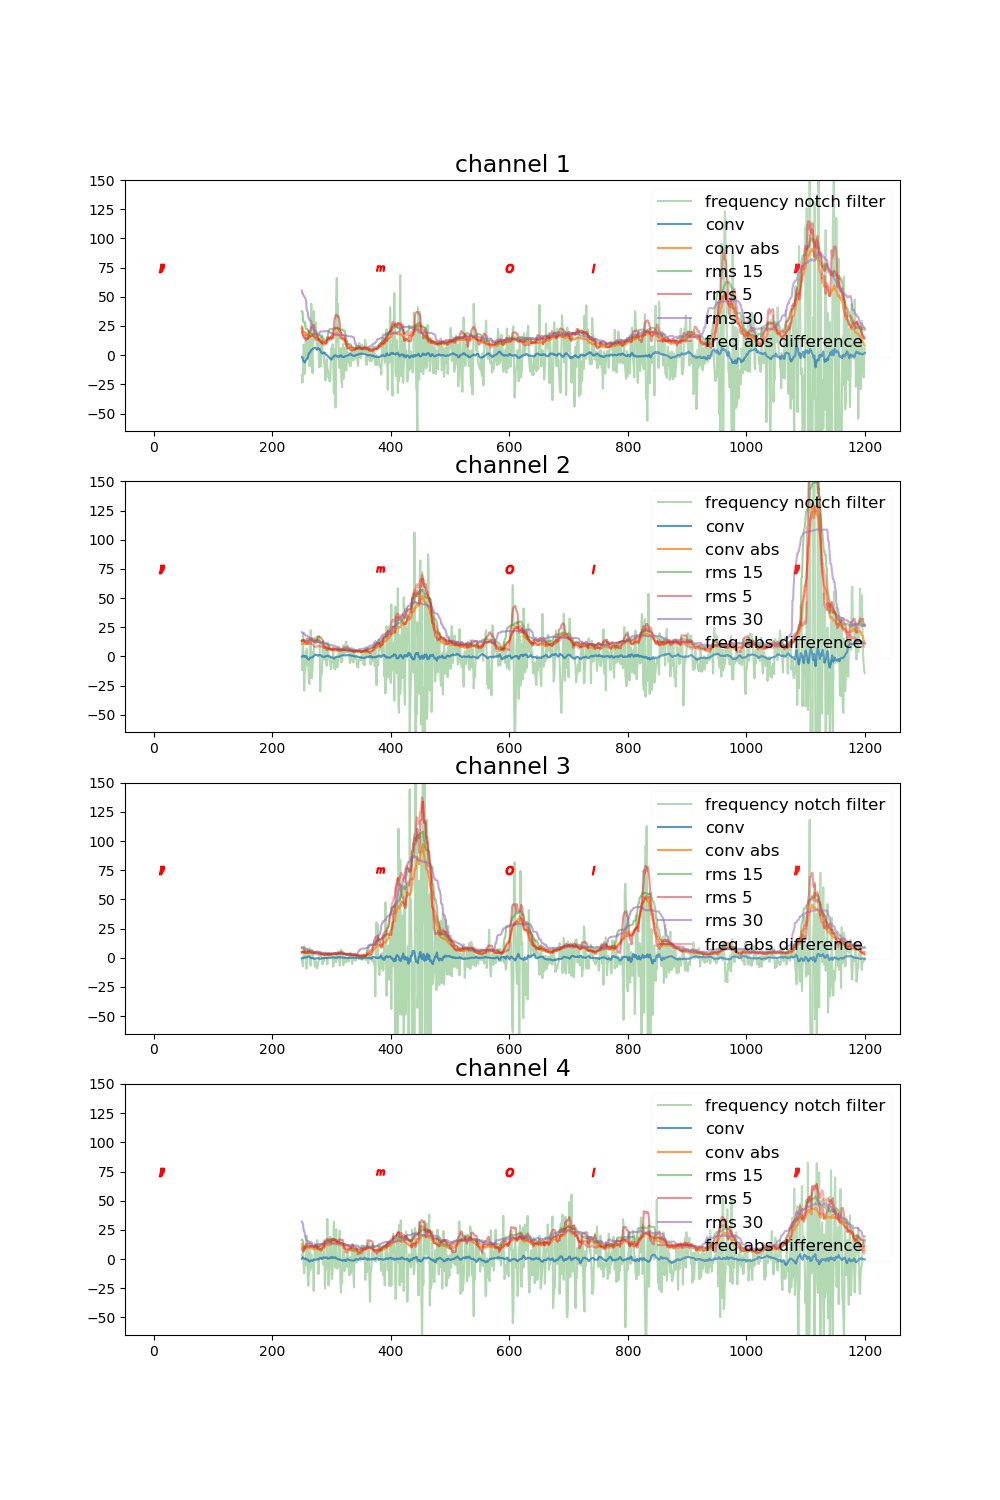 channel 1
150
125
100
75
50
25
0
−25
−50
, m o l ,
frequency notch filter
conv
conv abs
rms 15
rms 5
rms 30
freq abs difference
0 200 400 600 800 1000 1200
channel 2
150
125
100
75
50
25
0
−25
−50
, m o l ,
frequency notch filter
conv
conv abs
rms 15
rms 5
rms 30
freq abs difference
0 200 400 600 800 1000 1200
channel 3
150
125
100
75
50
25
0
−25
−50
, m o l ,
frequency notch filter
conv
conv abs
rms 15
rms 5
rms 30
freq abs difference
0 200 400 600 800 1000 1200
channel 4
150
125
100
75
50
25
0
−25
−50
, m o l ,
frequency notch filter
conv
conv abs
rms 15
rms 5
rms 30
freq abs difference
0 200 400 600 800 1000 1200